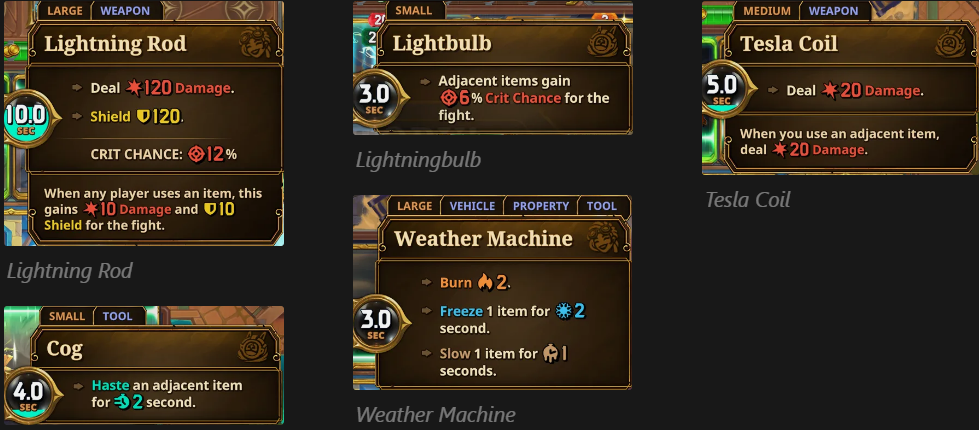 LARGE WEAPON
Lightning Rod
10.0
SEC
Deal 120 Damage.
Shield 120.
CRIT CHANCE: 12%
When any player uses an item, this
gains 10 Damage and 10
Shield for the fight.
Lightning Rod
SMALL TOOL
Cog
4.0
SEC
Haste an adjacent item
for 2 second.
SMALL
Lightbulb
3.0
SEC
Adjacent items gain
6% Crit Chance for the
fight.
Lightningbulb
LARGE VEHICLE PROPERTY TOOL
Weather Machine
3.0
SEC
Burn 2.
Freeze 1 item for 2
second.
Slow 1 item for 1
seconds.
Weather Machine
MEDIUM WEAPON
Tesla Coil
5.0
SEC
Deal 20 Damage.
When you use an adjacent item,
deal 20 Damage.
Tesla Coil